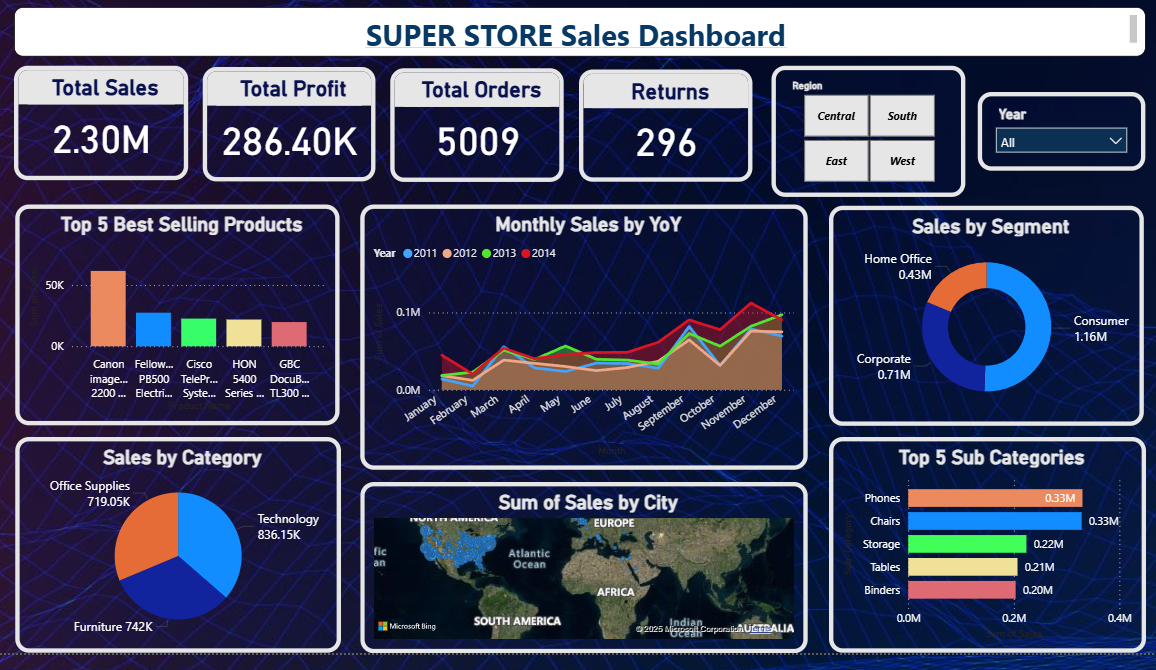 SUPER STORE Sales Dashboard
Total Sales
2.30M
Total Profit
286.40K
Total Orders
5009
Returns
296
Region
Central
South
East
West
Year
All
Top 5 Best Selling Products
50K
0K
Canon
image...
2200 ...
Fellow...
PB500
Electri...
Cisco
TelePr...
Syste...
HON
5400
Series ...
GBC
DocuB...
TL300 ...
Monthly Sales by YoY
Year 2011 2012 2013 2014
0.1M
0.0M
January
February
March
April
May
June
July
August
September
October
November
December
Month
Sales by Segment
Home Office
0.43M
Consumer
1.16M
Corporate
0.71M
Sales by Category
Office Supplies
719.05K
Technology
836.15K
Furniture 742K
Sum of Sales by City
NORTH AMERICA
EUROPE
fic
an
Atlantic
Ocean
AFRICA
SOUTH AMERICA
Indian
Ocean
AUSTRALIA
Microsoft Bing
© 2025 Microsoft Corporation
Top 5 Sub Categories
Phones 0.33M
Chairs 0.33M
Storage 0.22M
Tables 0.21M
Binders 0.20M
0.0M 0.2M 0.4M
Sum of Sales